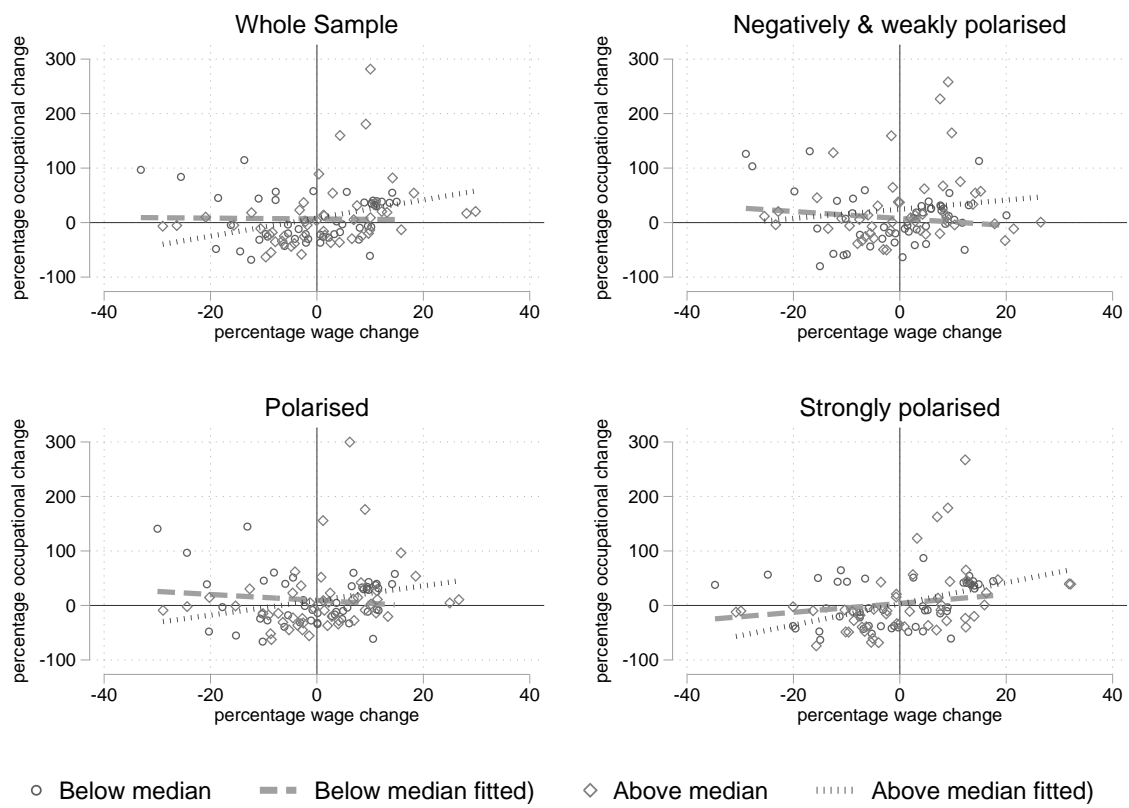 Whole Sample
percentage occupational change
300
200
100
0
-100
-40
-20
0
20
40
percentage wage change
Negatively & weakly polarised
percentage occupational change
300
200
100
0
-100
-40
-20
0
20
40
percentage wage change
Polarised
percentage occupational change
300
200
100
0
-100
-40
-20
0
20
40
percentage wage change
Strongly polarised
percentage occupational change
300
200
100
0
-100
-40
-20
0
20
40
percentage wage change
Below median
Below median fitted)
Above median
Above median fitted)